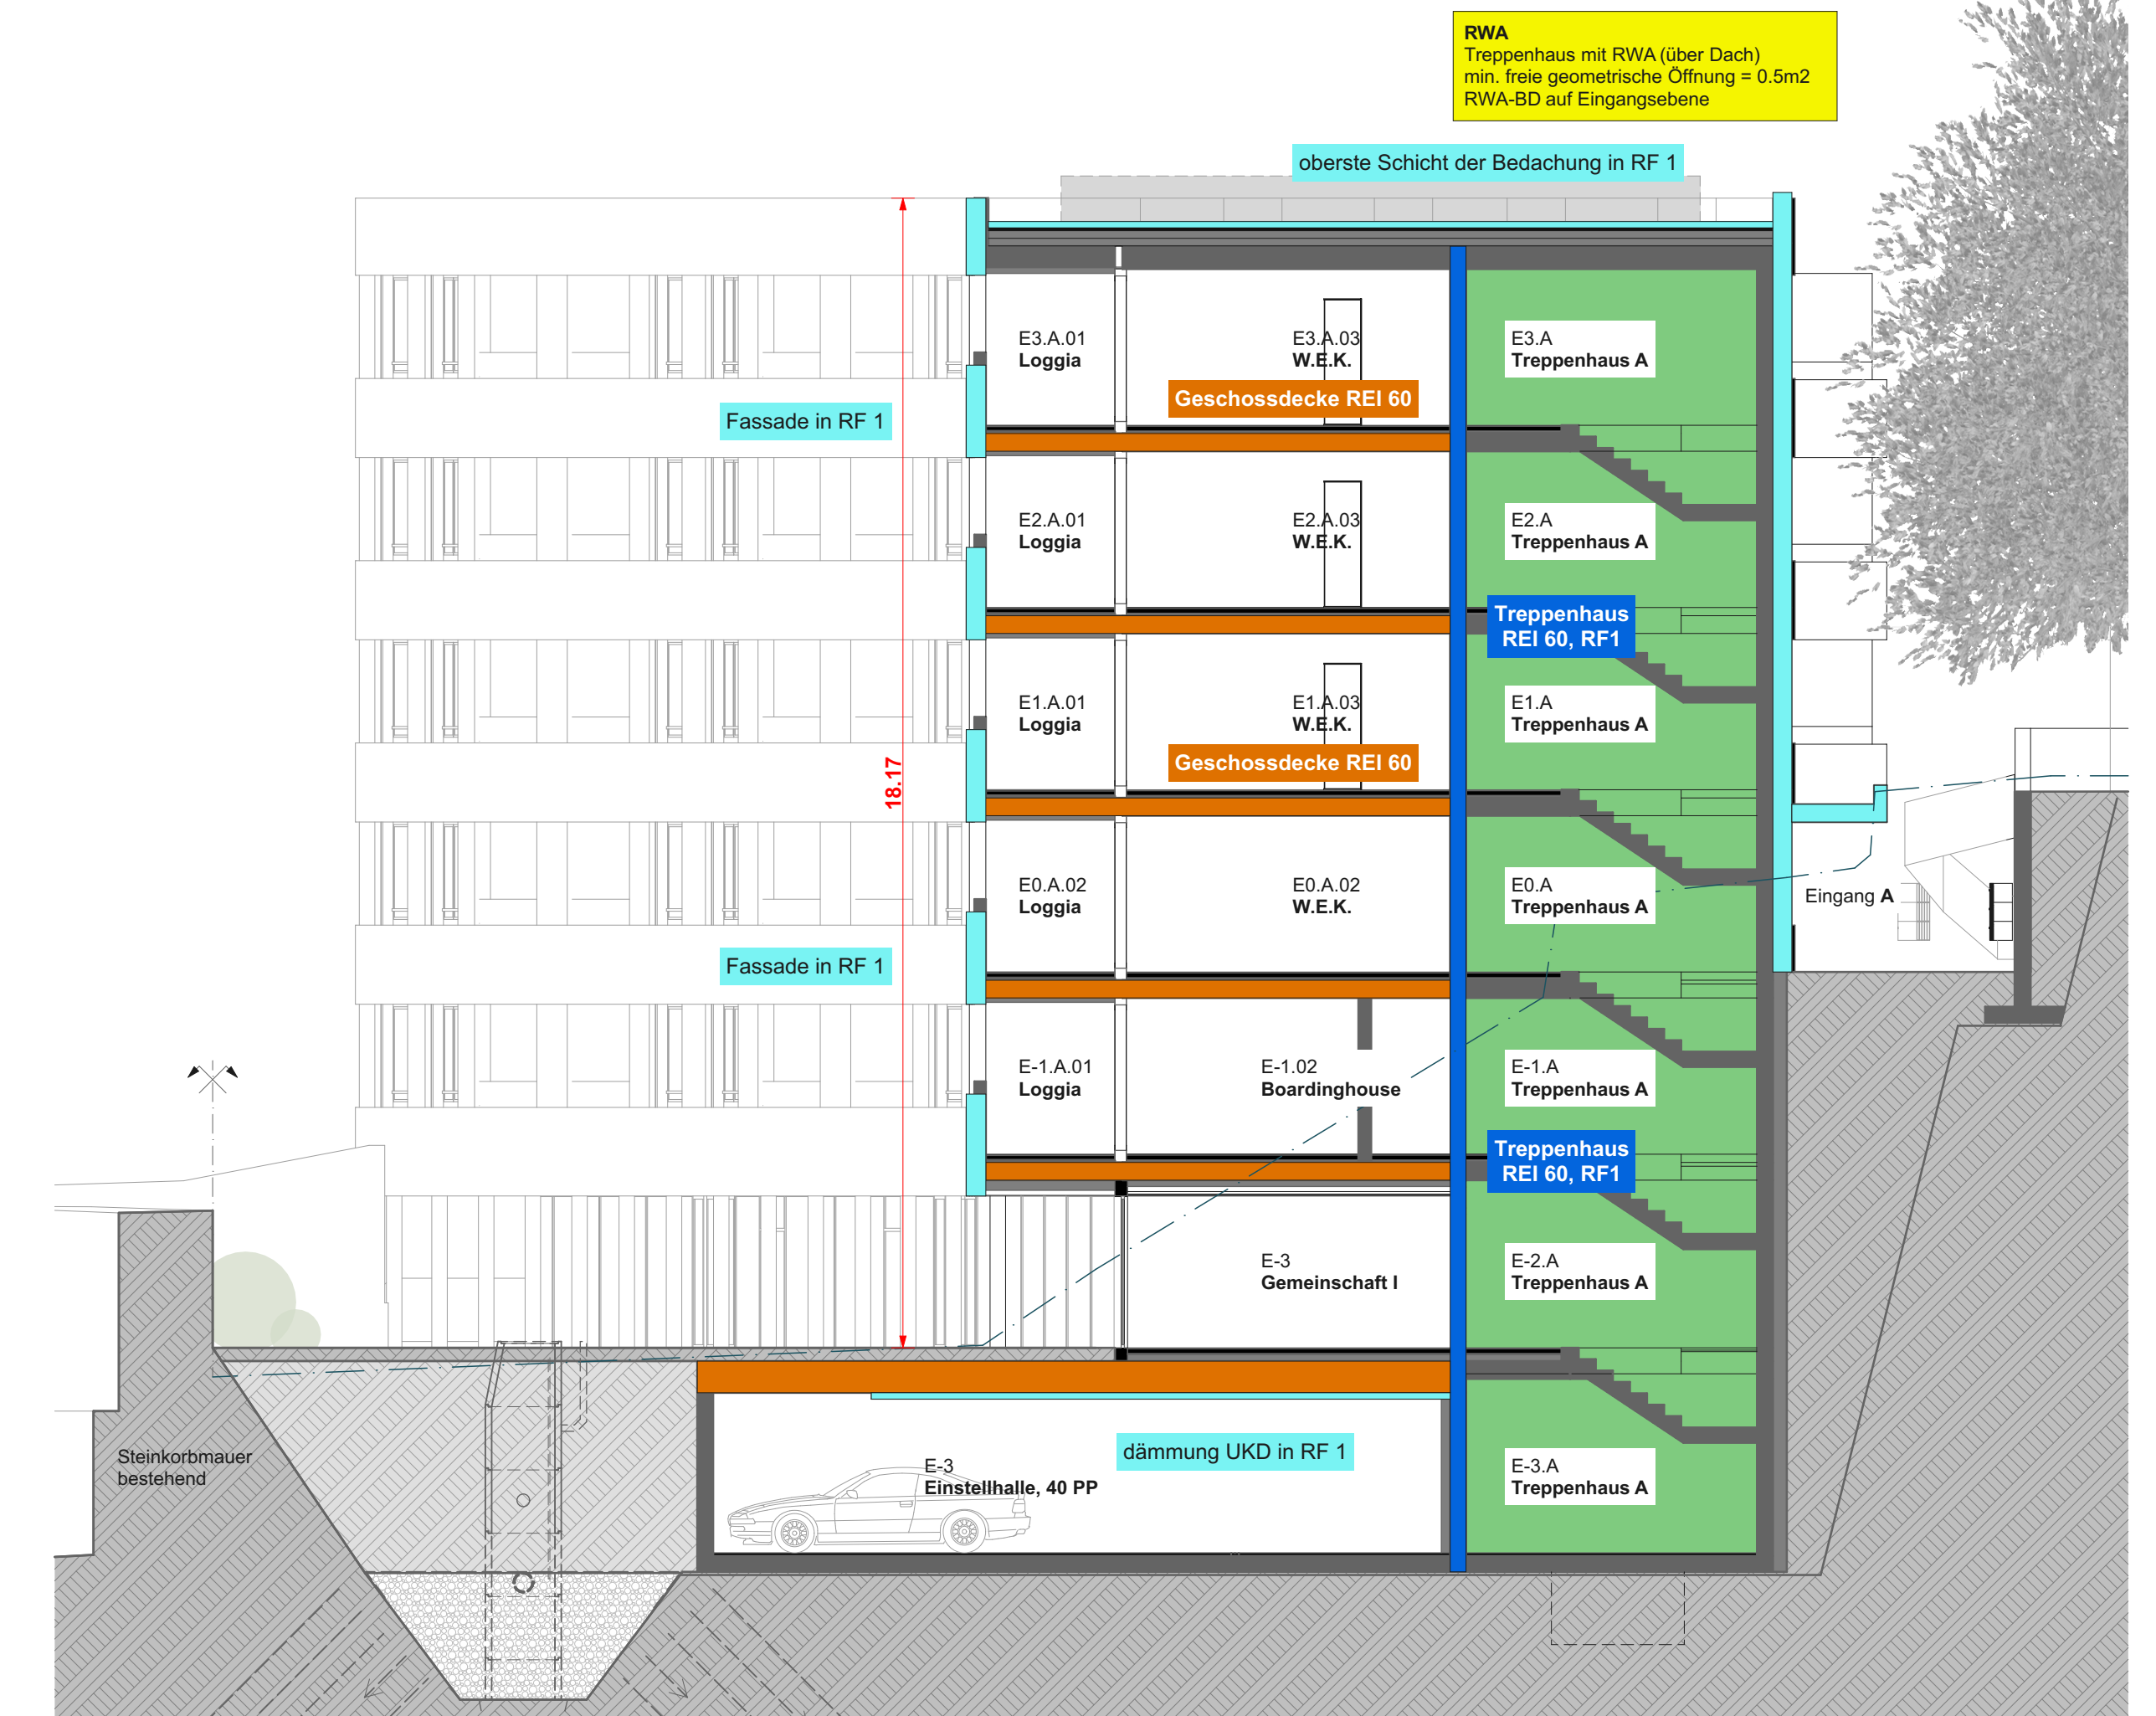 RWA
Treppenhaus mit RWA (über Dach)
min. freie geometrische Öffnung = 0.5m2
RWA-BD auf Eingangsebene
oberste Schicht der Bedachung in RF 1
E3.A.01
Loggia
E3.A.03
W.E.K.
E3.A
Treppenhaus A
Geschossdecke REI 60
Fassade in RF 1
E2.A.01
Loggia
E2.A.03
W.E.K.
E2.A
Treppenhaus A
Treppenhaus
REI 60, RF1
E1.A.01
Loggia
E1.A.03
W.E.K.
E1.A
Treppenhaus A
Geschossdecke REI 60
18.17
E0.A.02
Loggia
E0.A.02
W.E.K.
E0.A
Treppenhaus A
Eingang A
Fassade in RF 1
E-1.A.01
Loggia
E-1.02
Boardinghouse
E-1.A
Treppenhaus A
Treppenhaus
REI 60, RF1
E-3
Gemeinschaft I
E-2.A
Treppenhaus A
Steinkorbmauer
bestehend
dämmung UKD in RF 1
E-3
Einstellhalle, 40 PP
E-3.A
Treppenhaus A